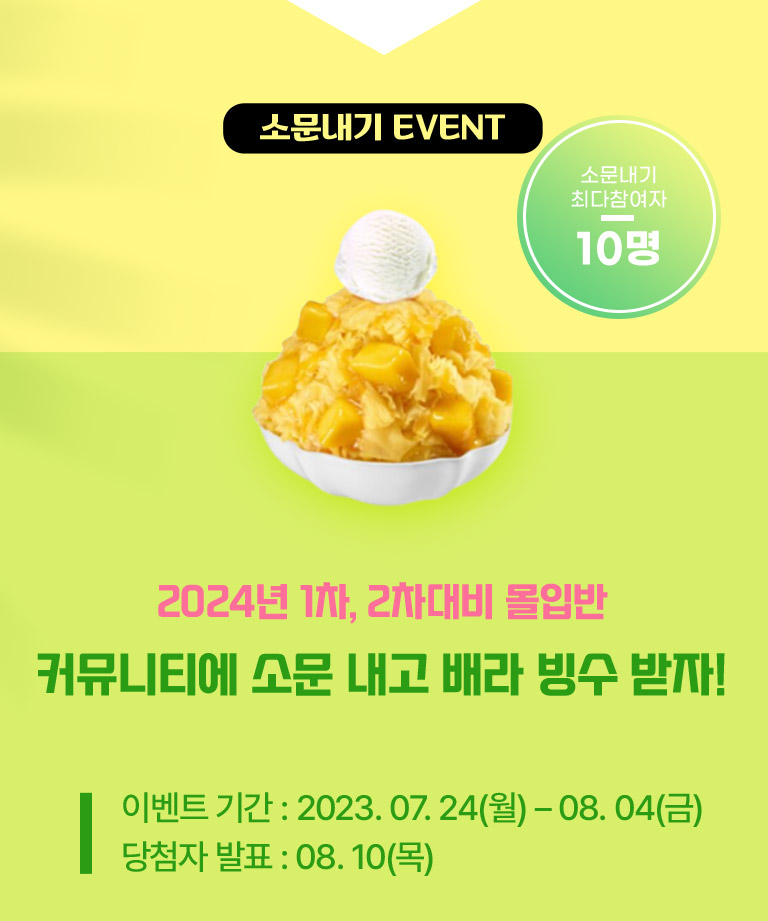 소문내기 EVENT
소문내기
최다참여자
10명
2024년 1차, 2차대비 몰입반
커뮤니티에 소문 내고 배라 빙수 받자!
이벤트 기간 : 2023. 07. 24(월) – 08. 04(금)
당첨자 발표 : 08. 10(목)